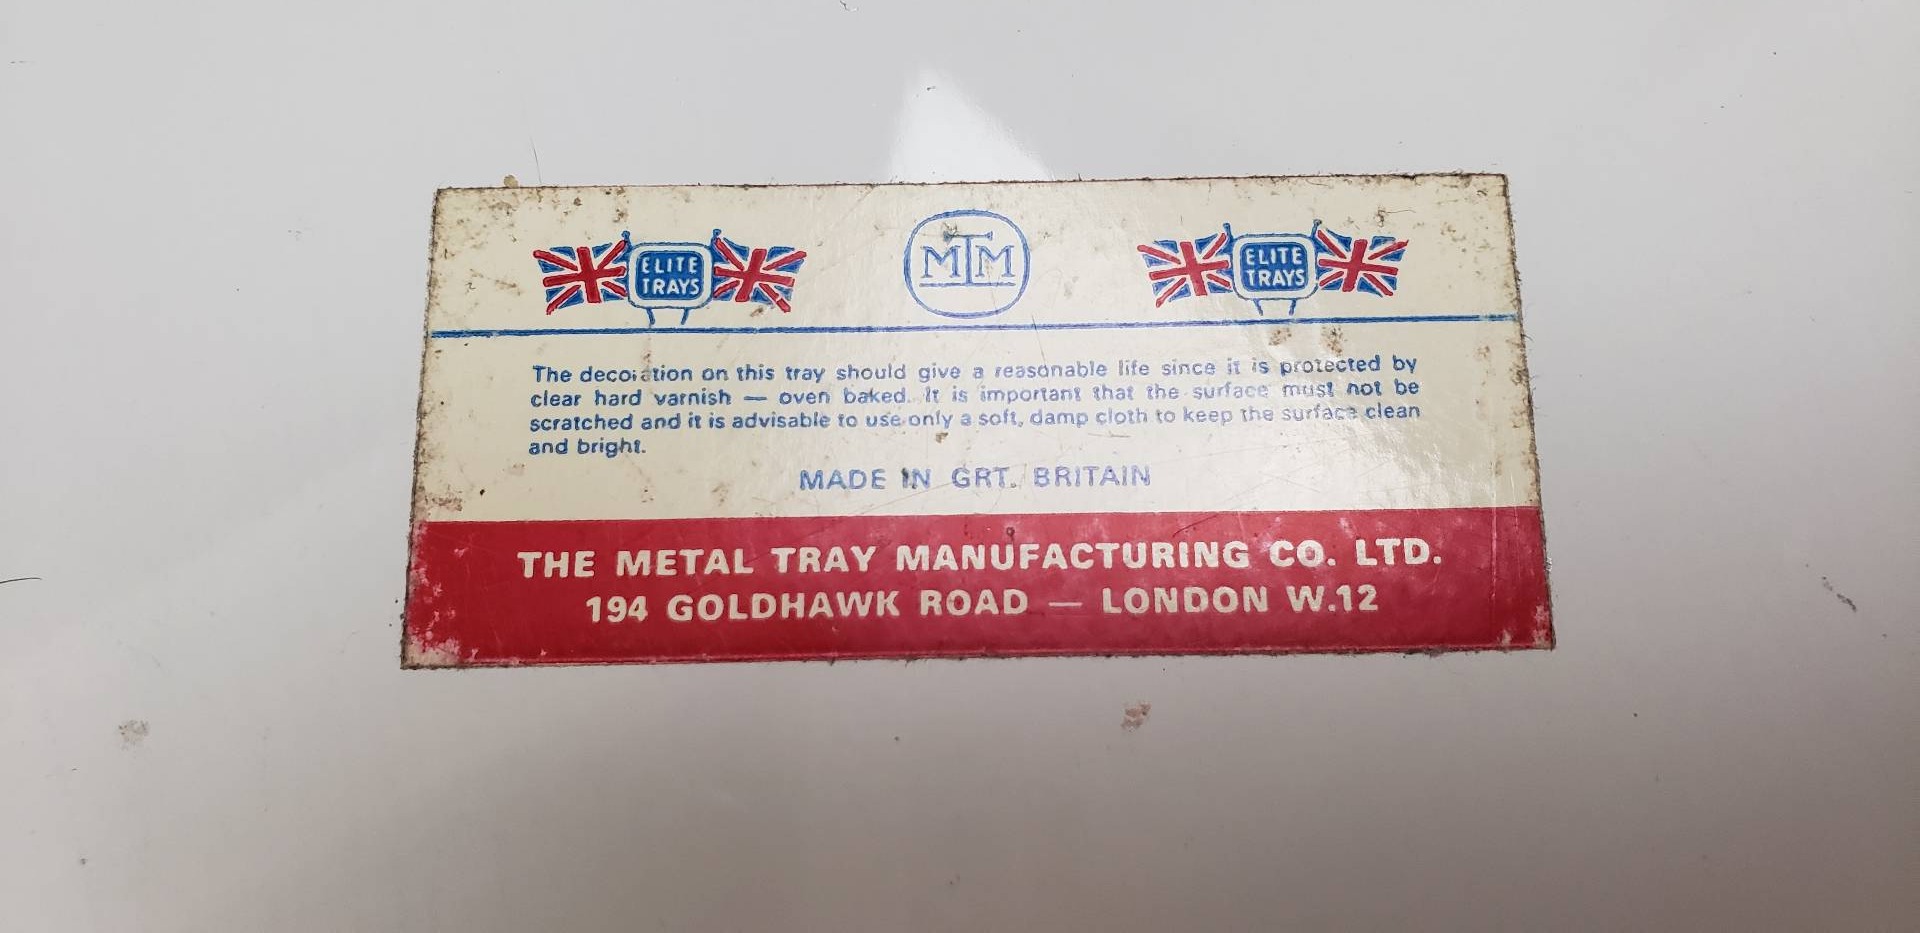 ELITE TRAYS
MTM
ELITE TRAYS
The decoration on this tray should give a reasonable life since it is protected by
clear hard varnish — oven baked. It is important that the surface must not be
scratched and it is advisable to use only a soft, damp cloth to keep the surface clean
and bright.
MADE IN GRT. BRITAIN
THE METAL TRAY MANUFACTURING CO. LTD.
194 GOLDHAWK ROAD — LONDON W.12